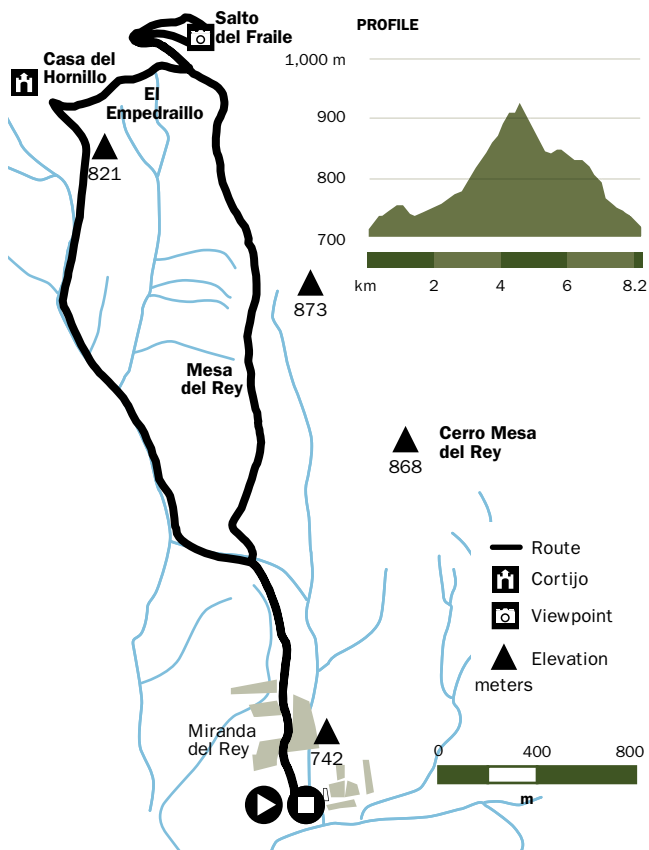 Salto
del Fraile
PROFILE
Casa del
Hornillo
El
Empedraillo
821
1,000 m
900
800
700
km 2 4 6 8.2
873
Mesa
del Rey
Cerro Mesa
del Rey
868
Route
Cortijo
Viewpoint
Elevation
meters
Miranda
del Rey
742
0 400 800
m